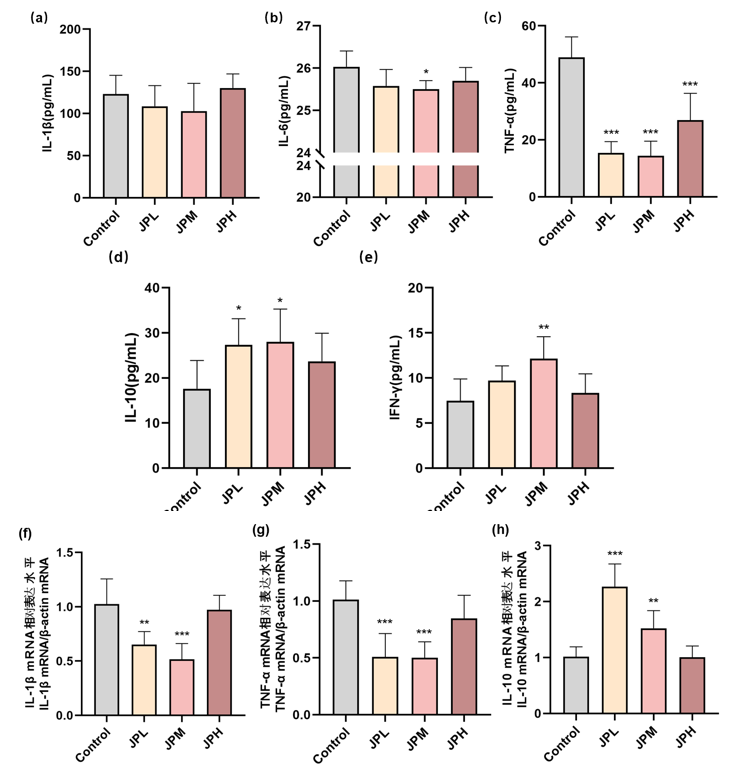 (a)
(b)
(c)
IL-1β(pg/mL)
200
150
100
50
0
Control
JPL
JPM
JPH
IL-6(pg/mL)
27
26
25
24
24
20
*
Control
JPL
JPM
JPH
TNF-α(pg/mL)
60
40
20
0
***
***
***
Control
JPL
JPM
JPH
(d)
(e)
IL-10(pg/mL)
40
30
20
10
0
*
*
ontrol
JPL
JPM
JPH
IFN-γ(pg/mL)
20
15
10
5
0
**
ontrol
JPL
JPM
JPH
(f)
(g)
(h)
IL-1β mRNA相对表达水平
IL-1β mRNA/β-actin mRNA
1.5
1.0
0.5
0.0
**
***
Control
JPL
JPM
JPH
TNF-α mRNA相对表达水平
TNF-α mRNA/β-actin mRNA
1.5
1.0
0.5
0.0
***
***
Control
JPL
JPM
JPH
IL-10 mRNA相对表达水平
IL-10 mRNA/β-actin mRNA
3
2
1
0
***
**
Control
JPL
JPM
JPH